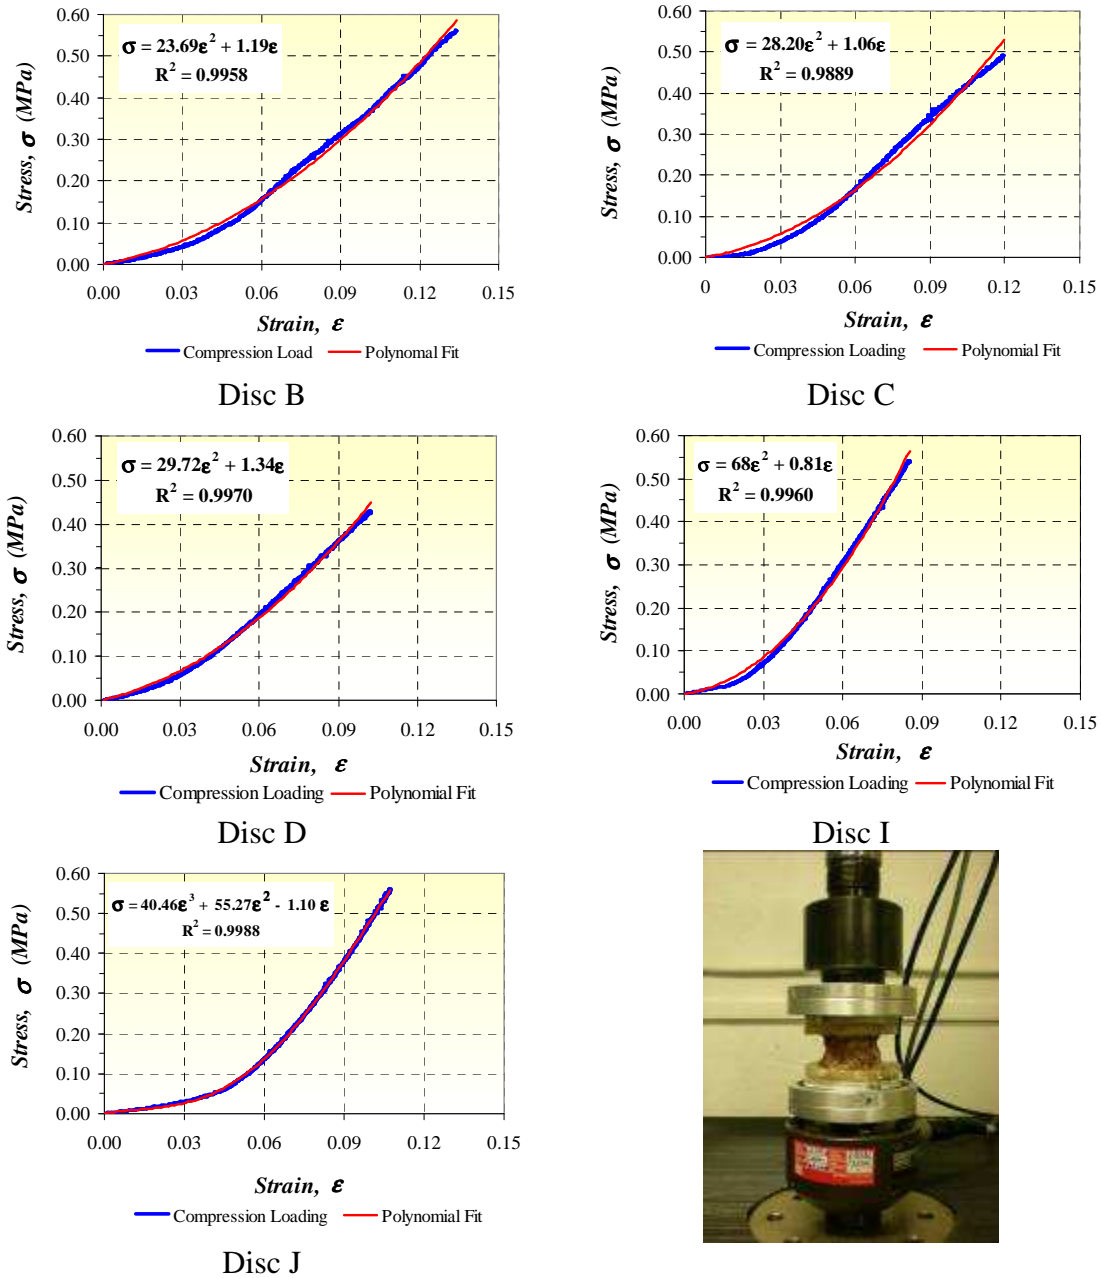 0.60
0.50
0.40
0.30
0.20
0.10
0.00
Stress, σ (MPa)
σ = 23.69ε² + 1.19ε
R² = 0.9958
0.00 0.03 0.06 0.09 0.12 0.15
Strain, ε
Compression Load Polynomal Fit
Disc B
0.60
0.50
0.40
0.30
0.20
0.10
0.00
Stress, σ (MPa)
σ = 28.20ε² + 1.06ε
R² = 0.9889
0 0.03 0.06 0.09 0.12 0.15
Strain, ε
Compression Loading Polynomial Fit
Disc C
0.60
0.50
0.40
0.30
0.20
0.10
0.00
Stress, σ (MPa)
σ = 29.72ε² + 1.34ε
R² = 0.9970
0.00 0.03 0.06 0.09 0.12 0.15
Strain, ε
Compression Loading Polynomial Fit
Disc D
0.60
0.50
0.40
0.30
0.20
0.10
0.00
Stress, σ (MPa)
σ = 68ε² + 0.81ε
R² = 0.9960
0.00 0.03 0.06 0.09 0.12 0.15
Strain, ε
Compression Loading Polynomial Fit
Disc I
0.60
0.50
0.40
0.30
0.20
0.10
0.00
Stress, σ (MPa)
σ = 40.46ε³ + 55.27ε² - 1.10 ε
R² = 0.9988
0.00 0.03 0.06 0.09 0.12 0.15
Strain, ε
Compression Loading Polynomial Fit
Disc J